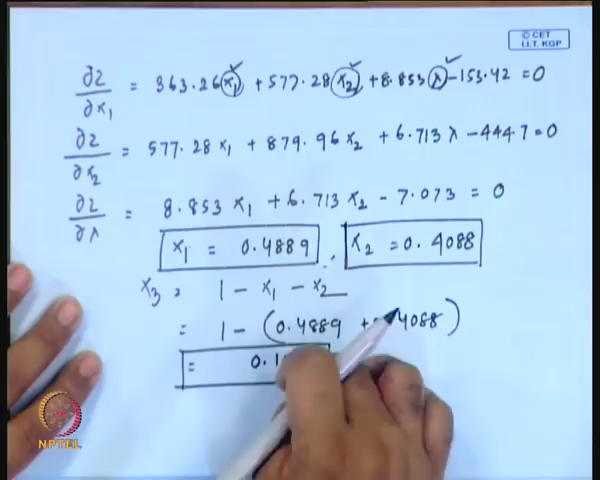 © CET
I.I.T. KGP
∂z/∂x₁ = 363.26 x₁ + 577.28 x₂ + 8.853 λ - 153.42 = 0
∂z/∂x₂ = 577.28 x₁ + 879.96 x₂ + 6.713 λ - 444.7 = 0
∂z/∂λ = 8.853 x₁ + 6.713 x₂ - 7.073 = 0
x₁ = 0.4889, x₂ = 0.4088
x₃ = 1 - x₁ - x₂
= 1 - (0.4889 + 4088)
= 0.1
NPTEL